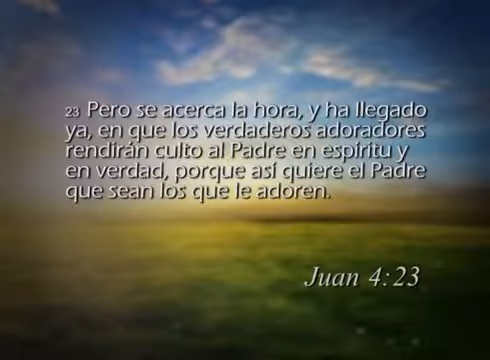 23 Pero se acerca la hora, y ha llegado
ya, en que los verdaderos adoradores
rendirán culto al Padre en espíritu y
en verdad, porque así quiere el Padre
que sean los que le adoren.
Juan 4:23